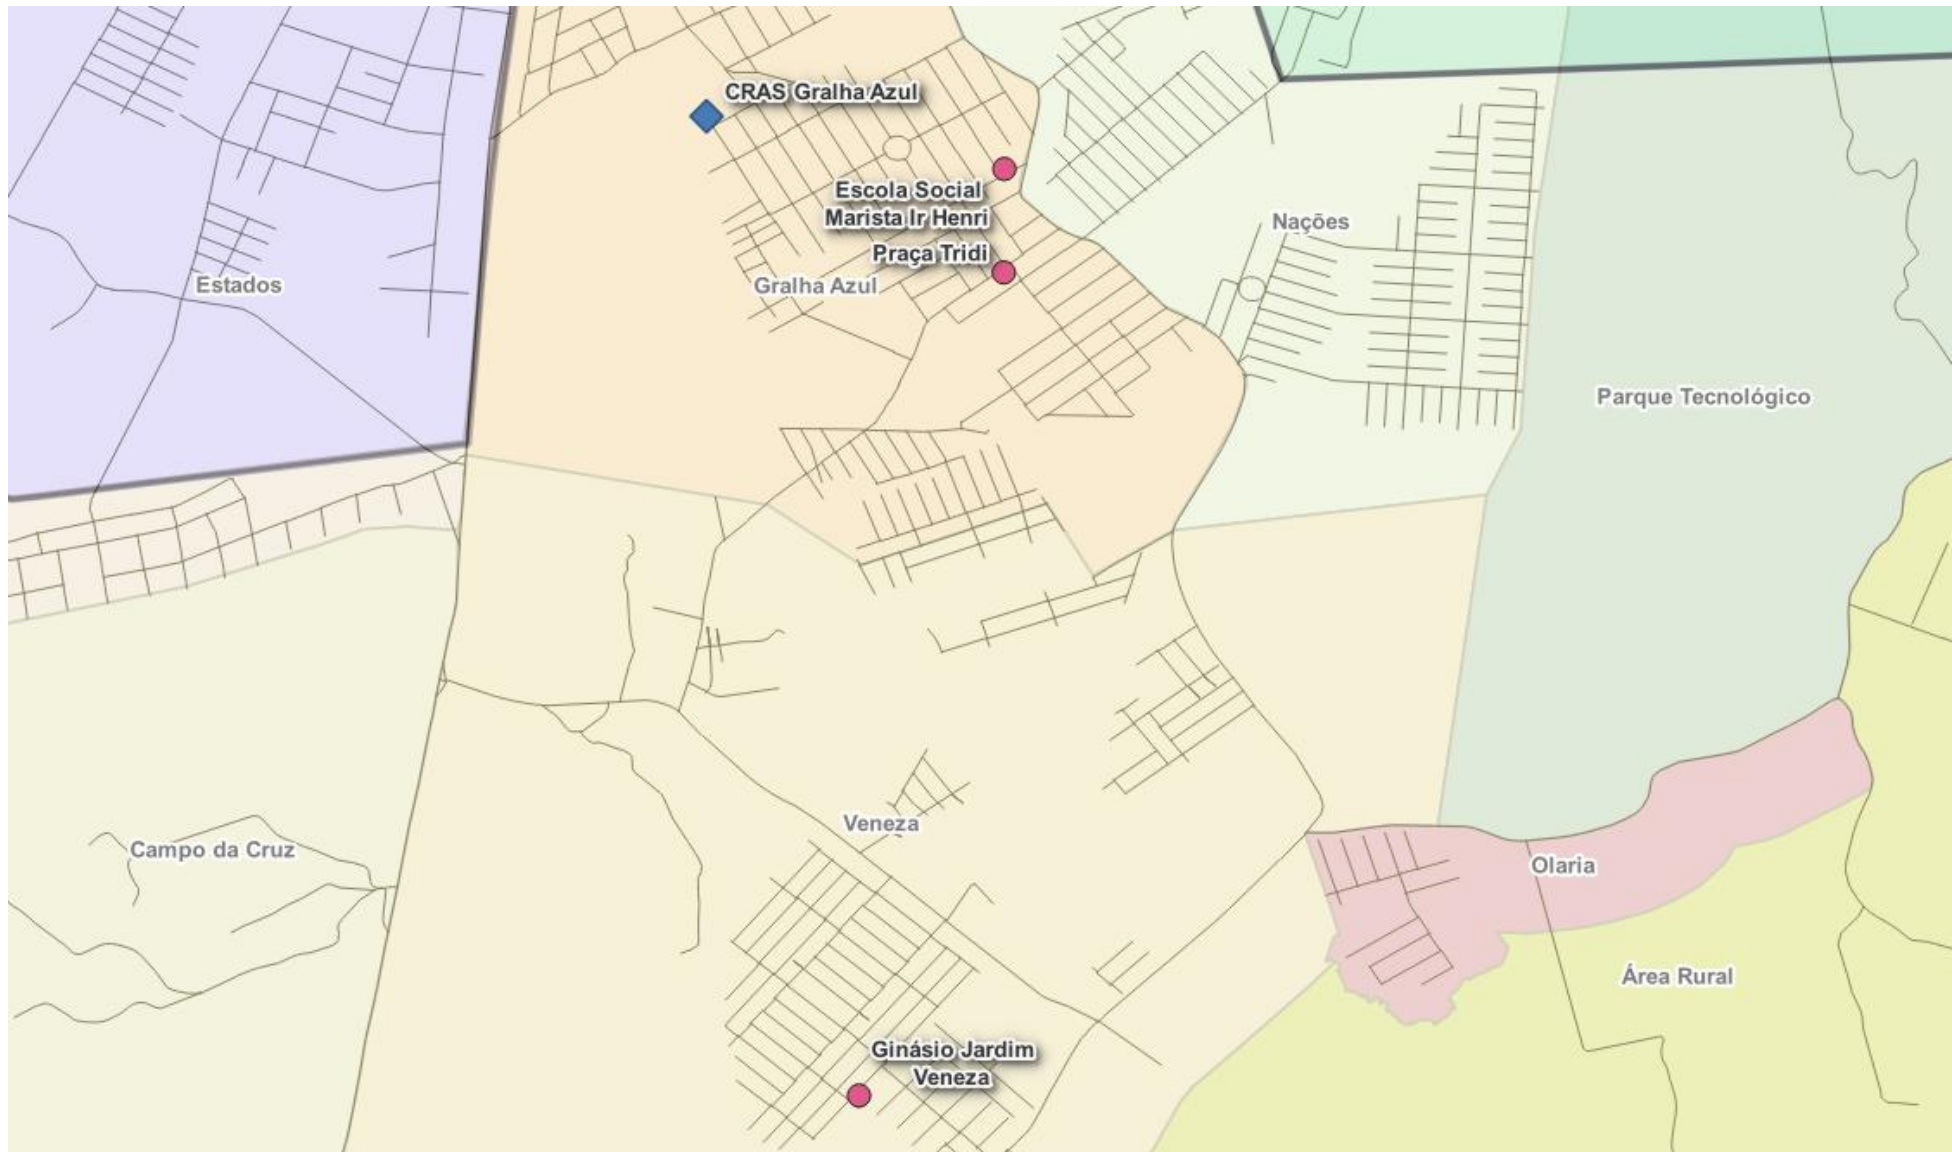 CRAS Gralha Azul
Escola Social
Marista Ir Henri
Nações
Praça Tridi
Estados
Gralha Azul
Parque Tecnológico
Veneza
Campo da Cruz
Olaria
Área Rural
Ginásio Jardim
Veneza